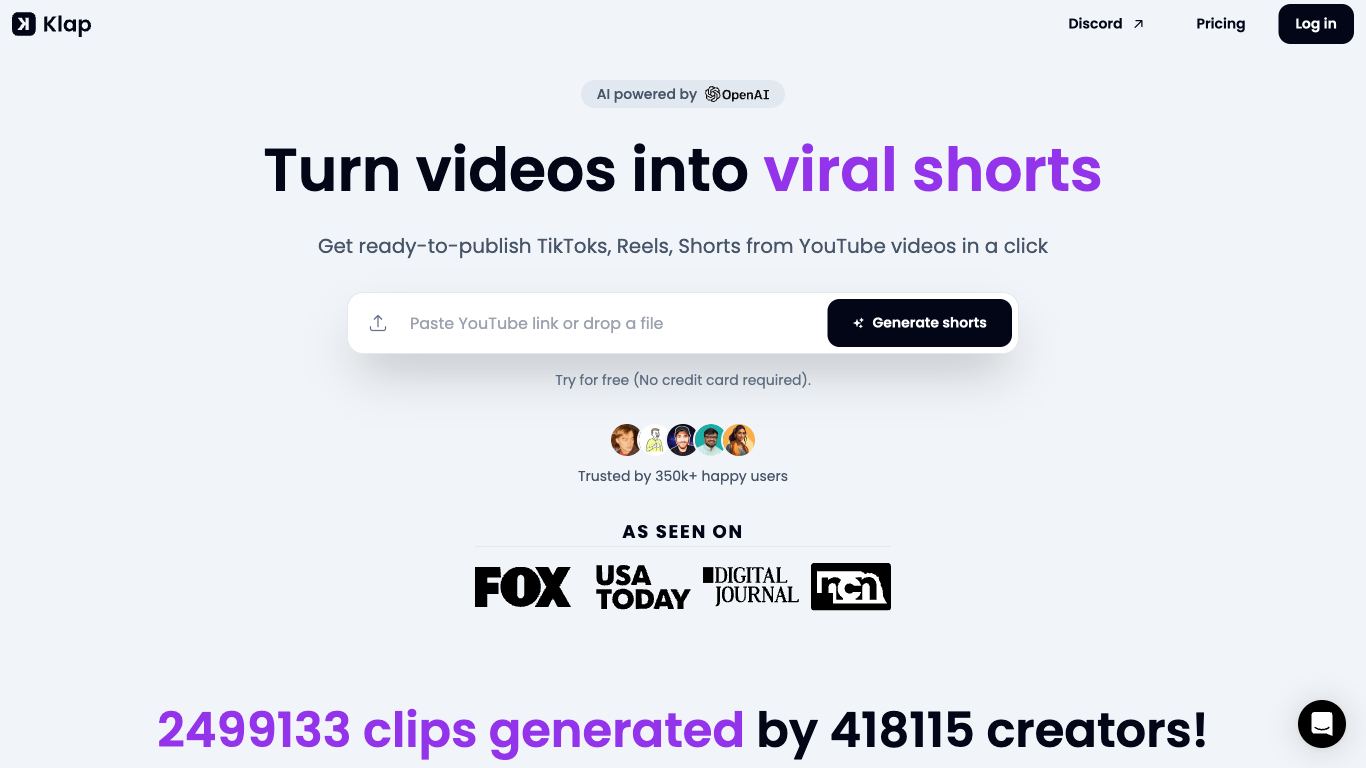 Klap
Discord
Pricing
Log in
AI powered by OpenAI
Turn videos into viral shorts
Get ready-to-publish TikToks, Reels, Shorts from YouTube videos in a click
Paste YouTube link or drop a file
Generate shorts
Try for free (No credit card required).
Trusted by 350k+ happy users
AS SEEN ON
FOX
USA TODAY
DIGITAL JOURNAL
ncn
2499133 clips generated by 418115 creators!